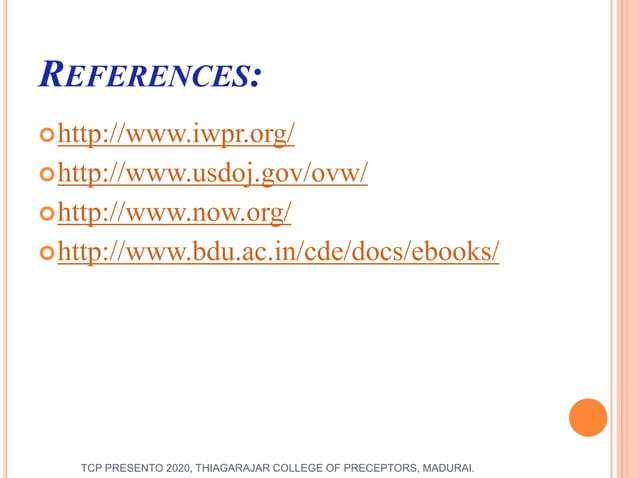 REFERENCES:
http://www.iwpr.org/
http://www.usdoj.gov/ovw/
http://www.now.org/
http://www.bdu.ac.in/cde/docs/ebooks/
TCP PRESENTO 2020, THIAGARAJAR COLLEGE OF PRECEPTORS, MADURAI.